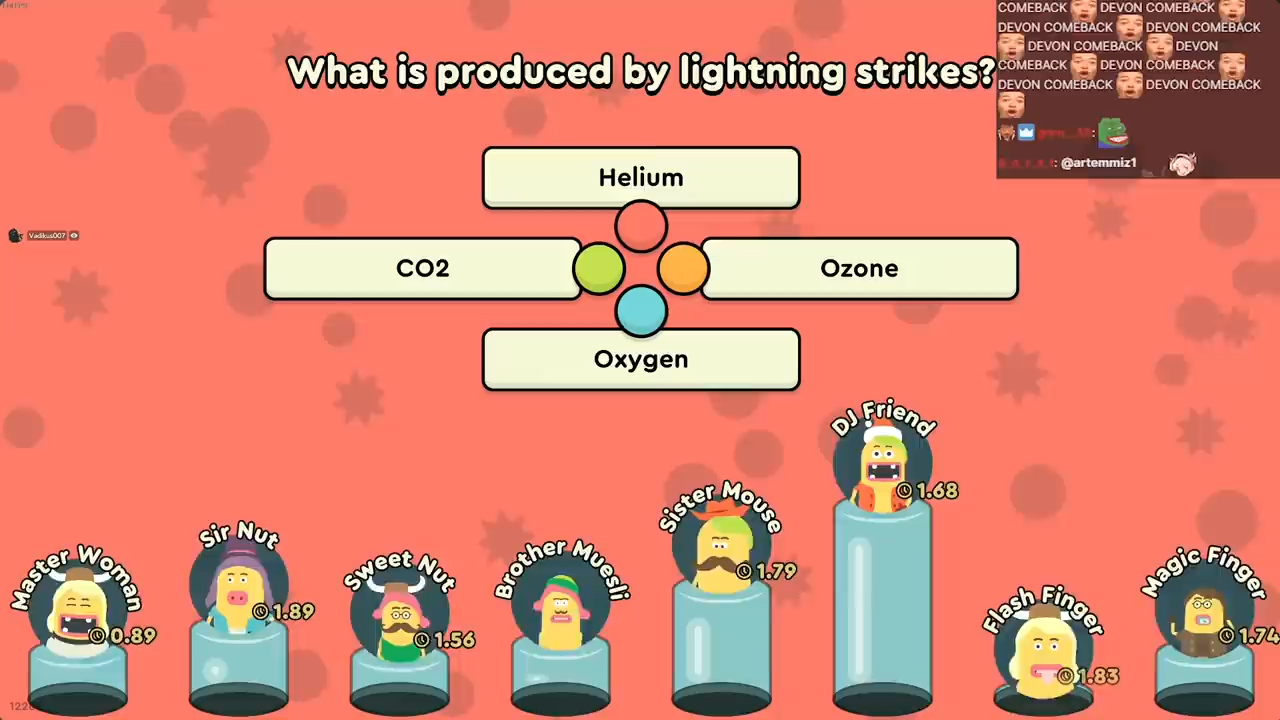 COMEBACK DEVON COMEBACK
DEVON COMEBACK DEVON COMEBACK
DEVON COMEBACK DEVON
COMEBACK DEVON COMEBACK
DEVON COMEBACK DEVON COMEBACK
: @artemmiz1
What is produced by lightning strikes?
Helium
Vadikus007
CO2
Ozone
Oxygen
DJ Friend
1.68
Sister Mouse
1.79
Sir Nut
1.89
Master Woman
0.89
Sweet Nut
1.56
Brother Muesli
Flash Finger
1.83
Magic Finger
1.74